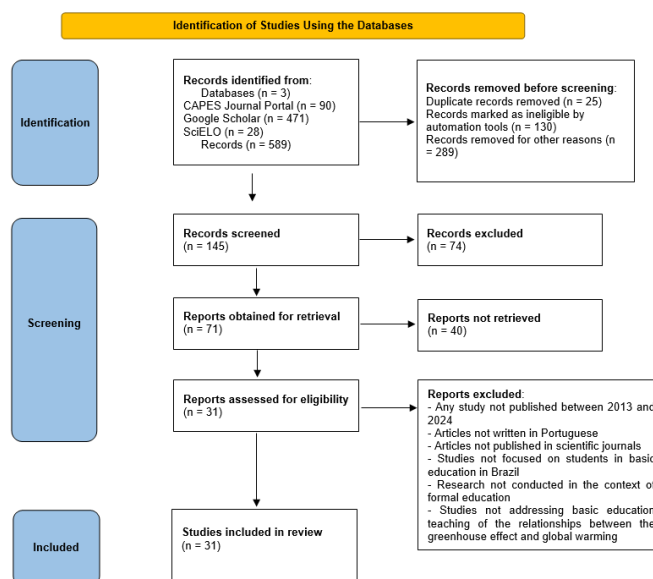 Identification of Studies Using the Databases
Identification
Records identified from:
Databases (n = 3)
CAPES Journal Portal (n = 90)
Google Scholar (n = 471)
SciELO (n = 28)
Records (n = 589)
Records removed before screening:
Duplicate records removed (n = 25)
Records marked as ineligible by
automation tools (n = 130)
Records removed for other reasons (n
= 289)
Screening
Records screened
(n = 145)
Records excluded
(n = 74)
Reports obtained for retrieval
(n = 71)
Reports not retrieved
(n = 40)
Reports assessed for eligibility
(n = 31)
Reports excluded:
- Any study not published between 2013 and
2024
- Articles not written in Portuguese
- Articles not published in scientific journals
- Studies not focused on students in basic
education in Brazil
- Research not conducted in the context of
formal education
- Studies not addressing basic education
teaching of the relationships between the
greenhouse effect and global warming
Included
Studies included in review
(n = 31)